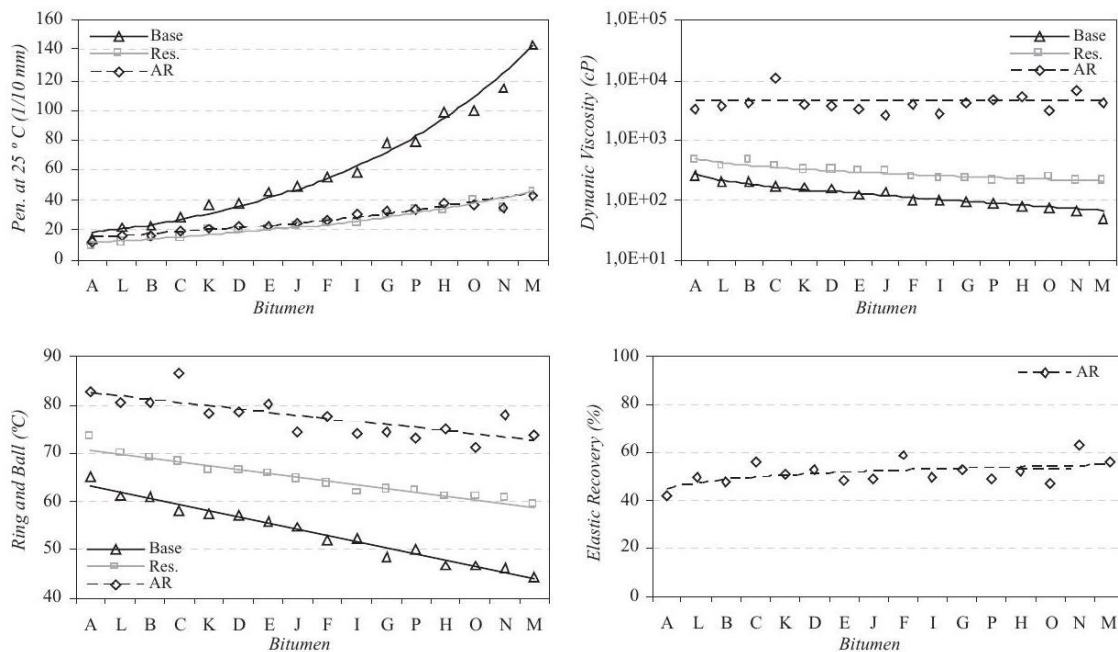 Pen. at 25 º C (1/10 mm)
160
140
120
100
80
60
40
20
0
Base
Res.
AR
A L B C K D E J F I G P H O N M
Bitumen
Dynamic Viscosity (cP)
1,0E+05
1,0E+04
1,0E+03
1,0E+02
1,0E+01
Base
Res.
AR
A L B C K D E J F I G P H O N M
Bitumen
Ring and Ball (ºC)
90
80
70
60
50
40
Base
Res.
AR
A L B C K D E J F I G P H O N M
Bitumen
Elastic Recovery (%)
100
80
60
40
20
0
AR
A L B C K D E J F I G P H O N M
Bitumen